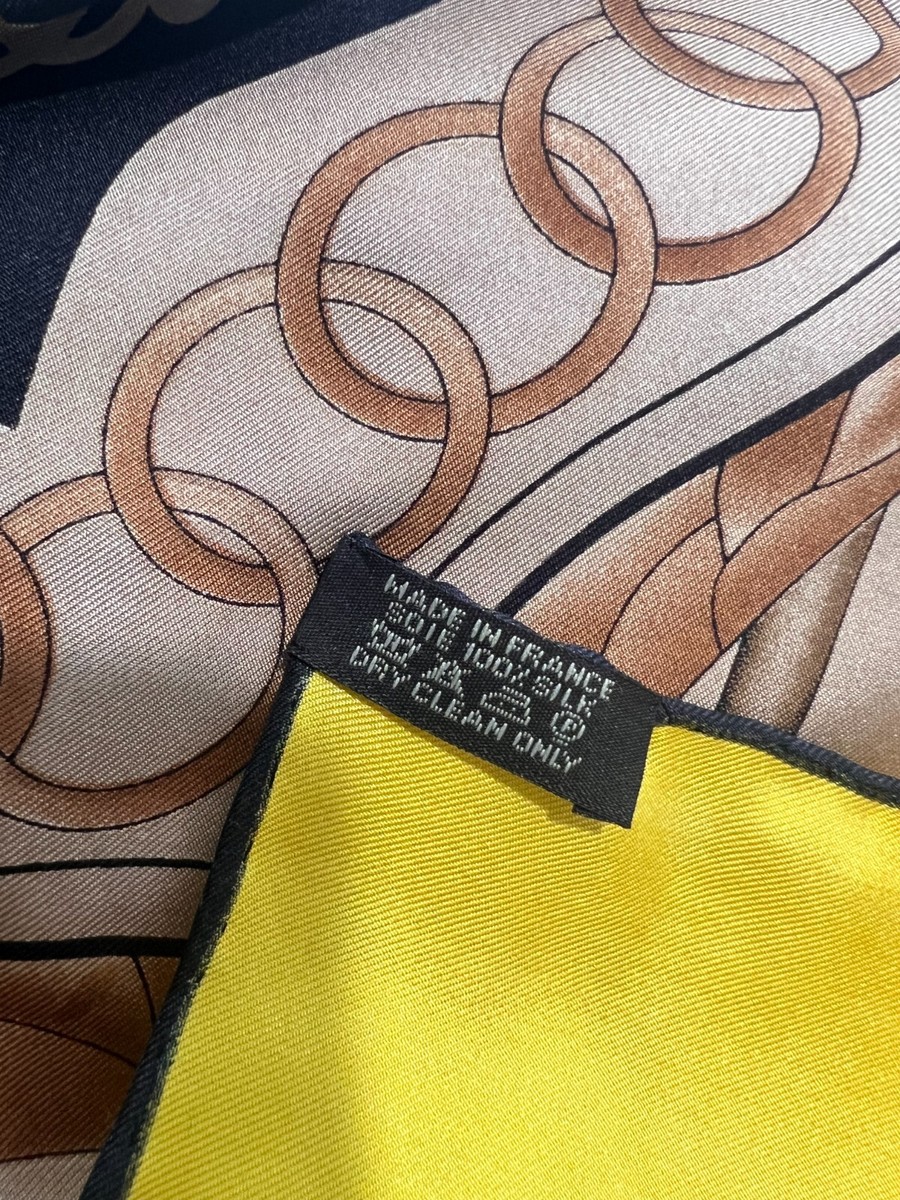 MADE IN FRANCE
SOIE 100% SILK
P
DRY CLEAN ONLY